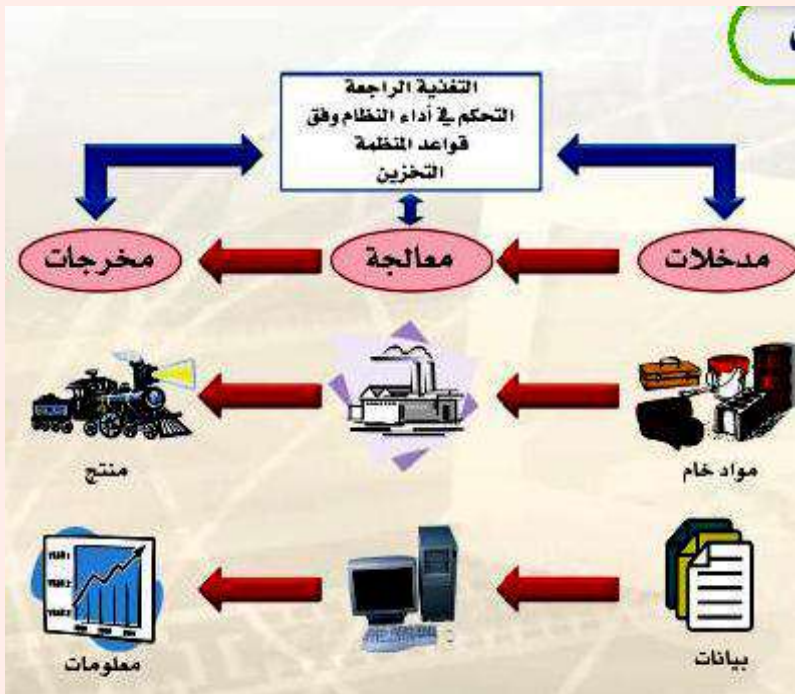 التغذية الراجعة
التحكم في أداء النظام وفق
قواعد المنظمة
التخزين
مدخلات
معالجة
مخرجات
مواد خام
منتج
بيانات
معلومات